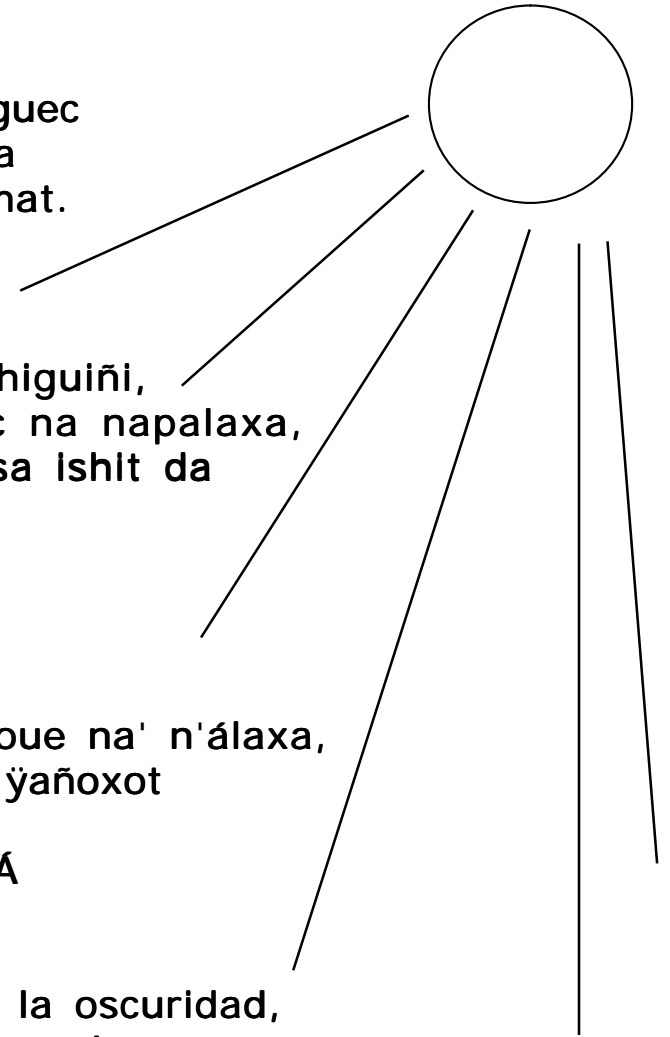 guec
a
nat.
higuiñi,
c na napalaxa,
sa ishit da
oue na' n'álaxa,
ÿañoxot
Á
la oscuridad,